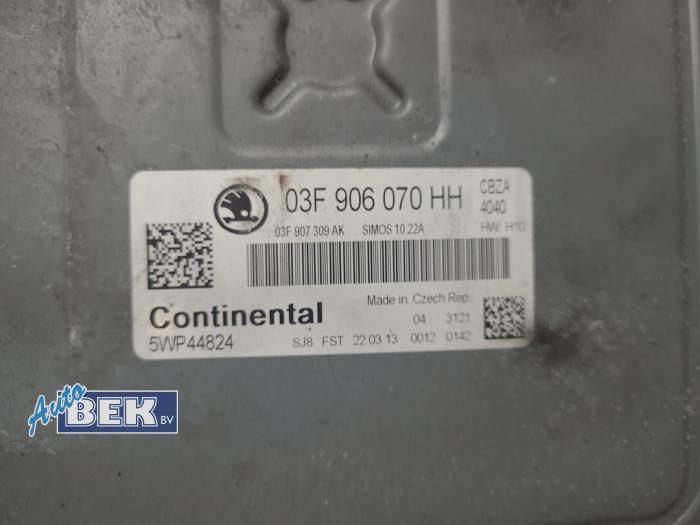 03F 906 070 HH
CBZA
4040
03F 907 309 AK SIMOS 10.22A HW: H10
Continental
Made in Czech Rep.
04 3121
5WP44824
SJ8 FST 22.03.13 0012 0142
Auto
BEK BV